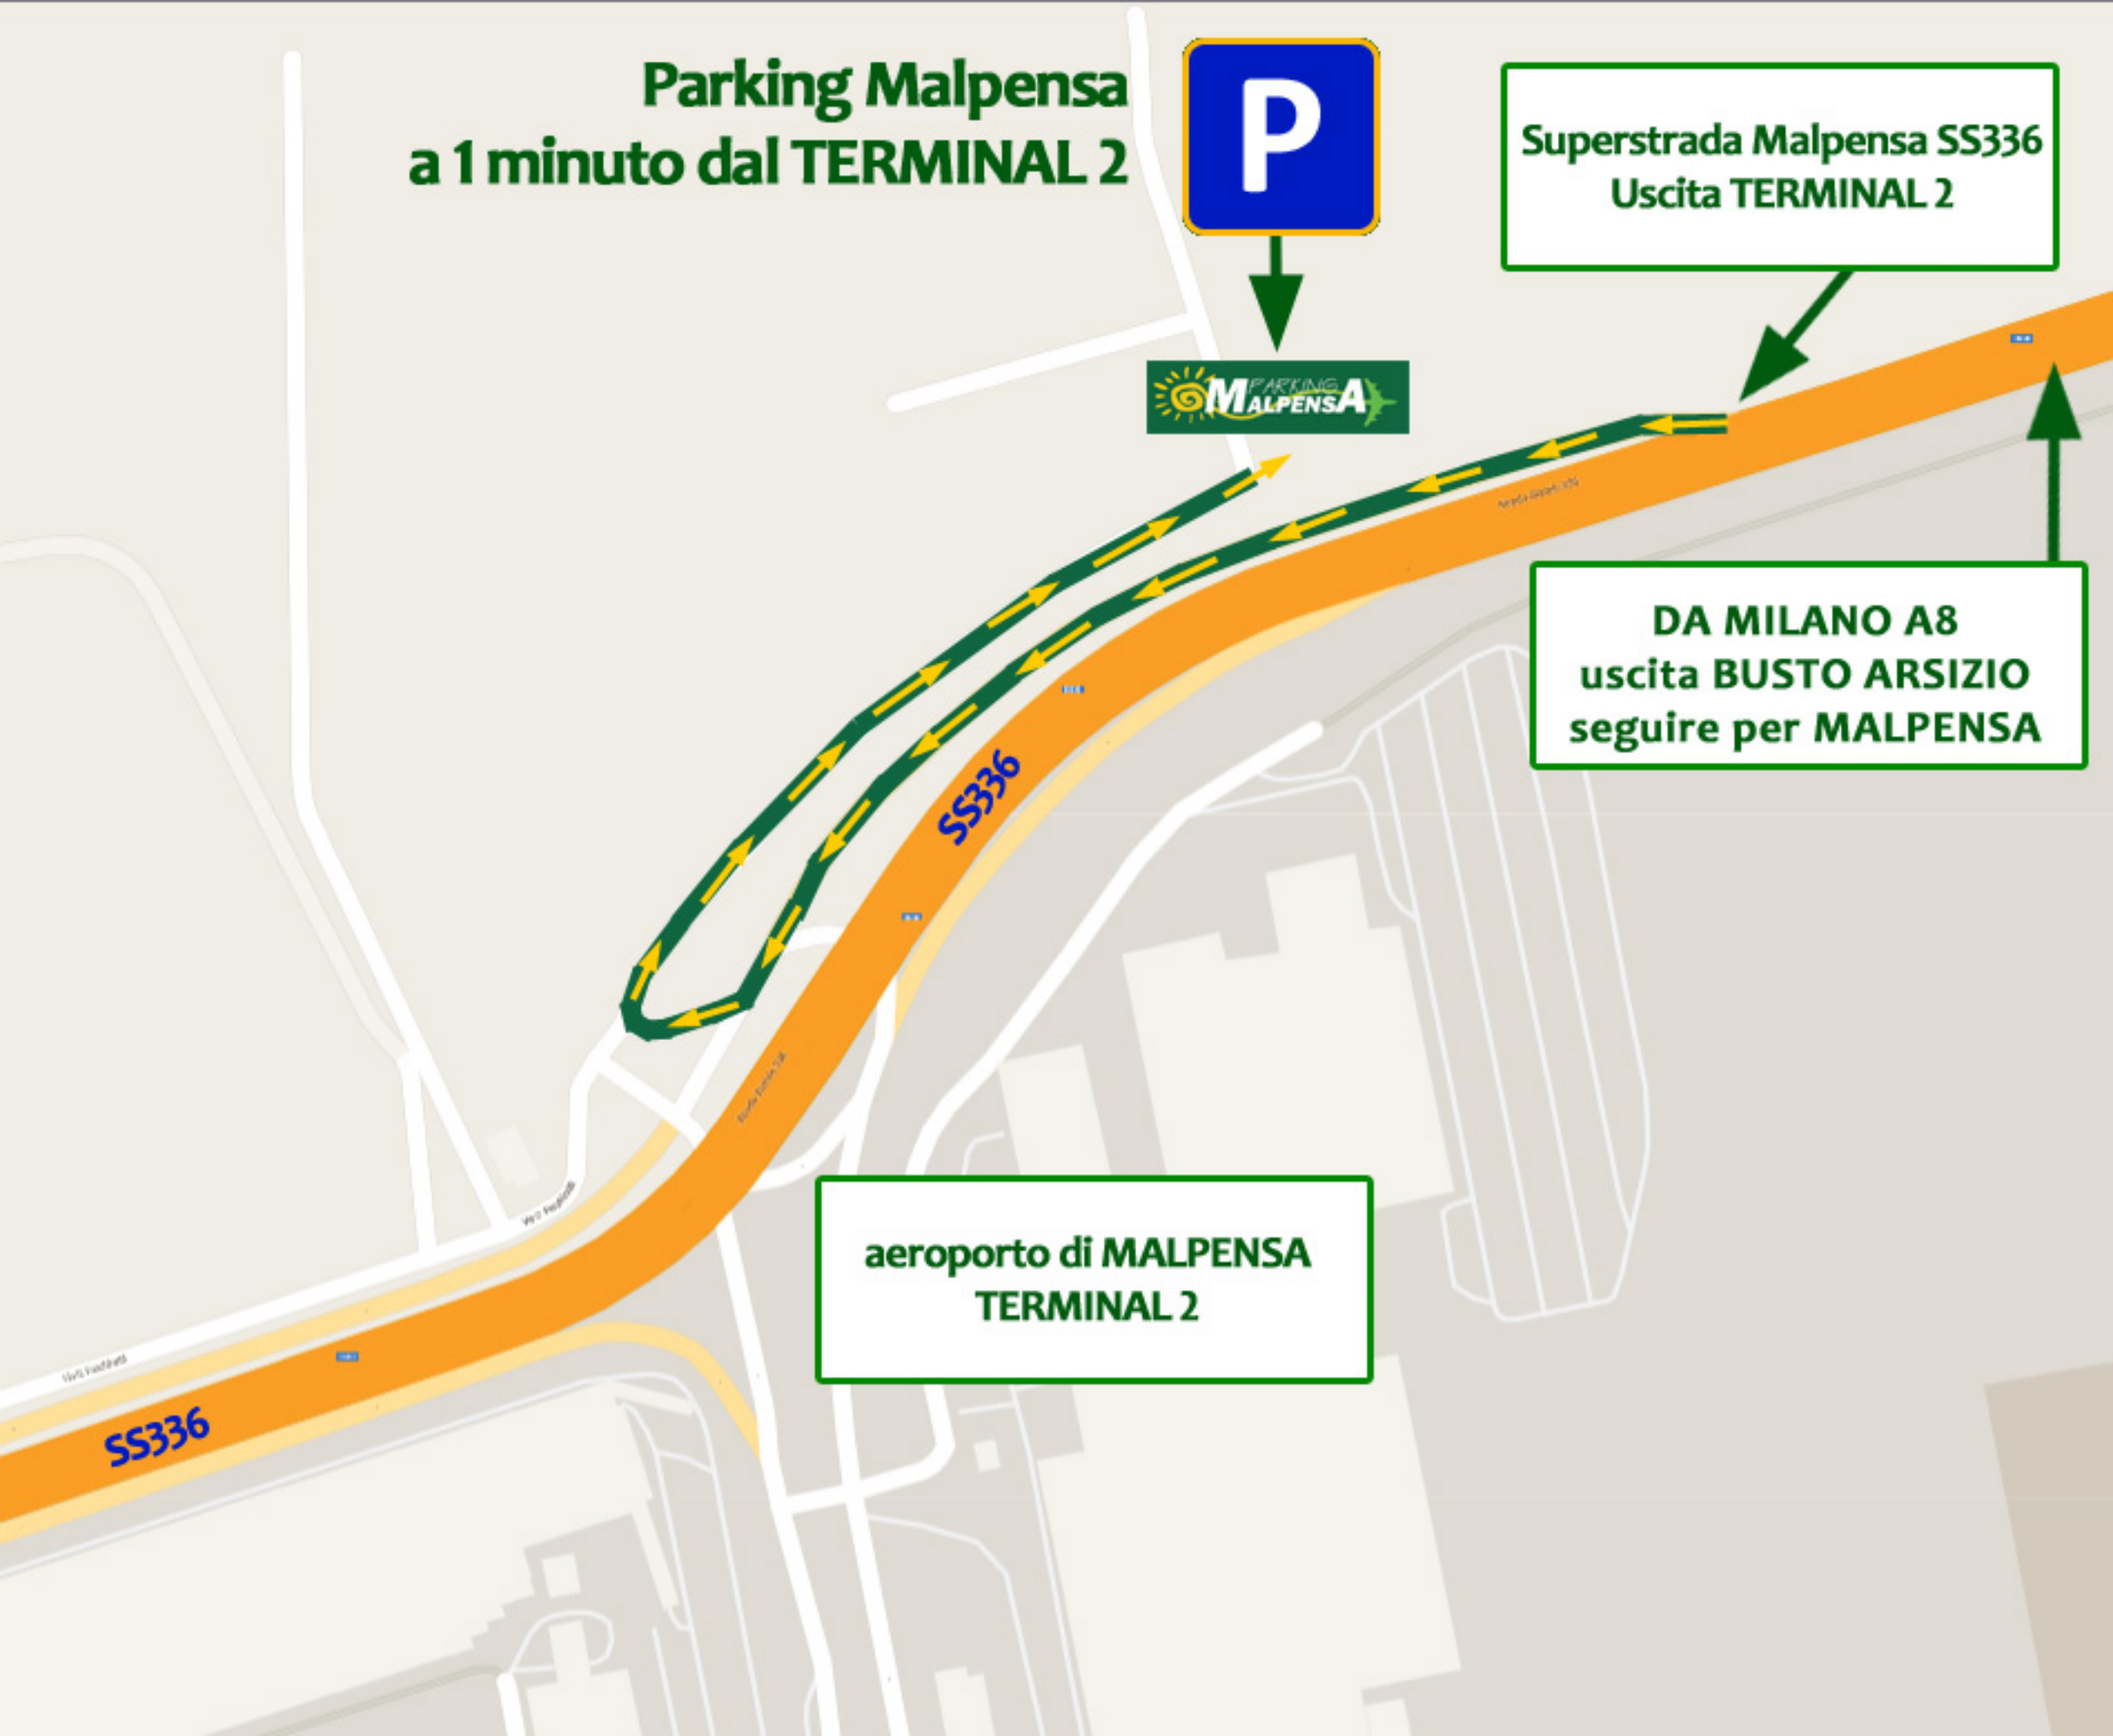 Parking Malpensa
a 1 minuto dal TERMINAL 2
P
Superstrada Malpensa SS336
Uscita TERMINAL 2
PARKING
MALPENSA
DA MILANO A8
uscita BUSTO ARSIZIO
seguire per MALPENSA
SS336
aeroporto di MALPENSA
TERMINAL 2
SS336